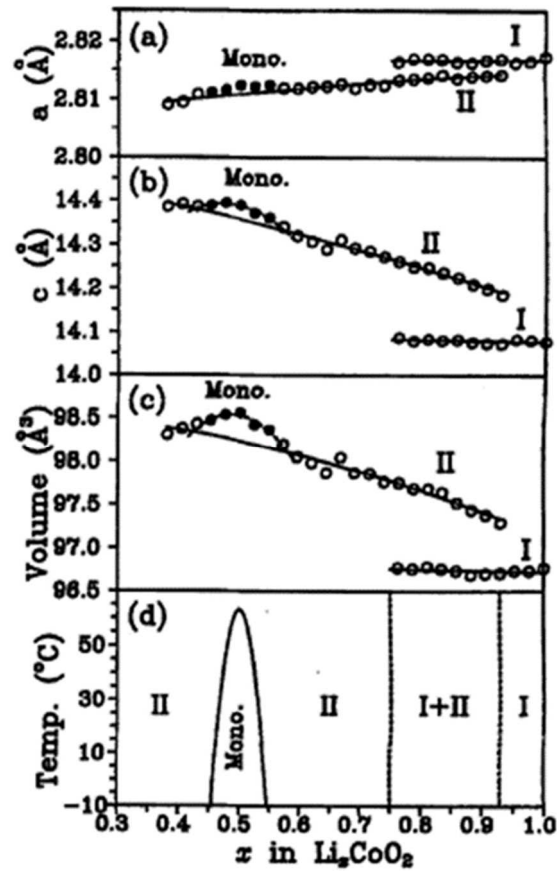 (a)
I
Mono.
II
a (Å)
2.82
2.81
2.80
(b)
Mono.
II
I
c (Å)
14.4
14.3
14.2
14.1
14.0
(c)
Mono.
II
I
Volume (Å³)
98.5
98.0
97.5
96.7
96.5
(d)
II
Mono.
II
I+II
I
Temp. (°C)
50
30
10
-10
0.3 0.4 0.5 0.6 0.7 0.8 0.9 1.0
x in LixCoO2